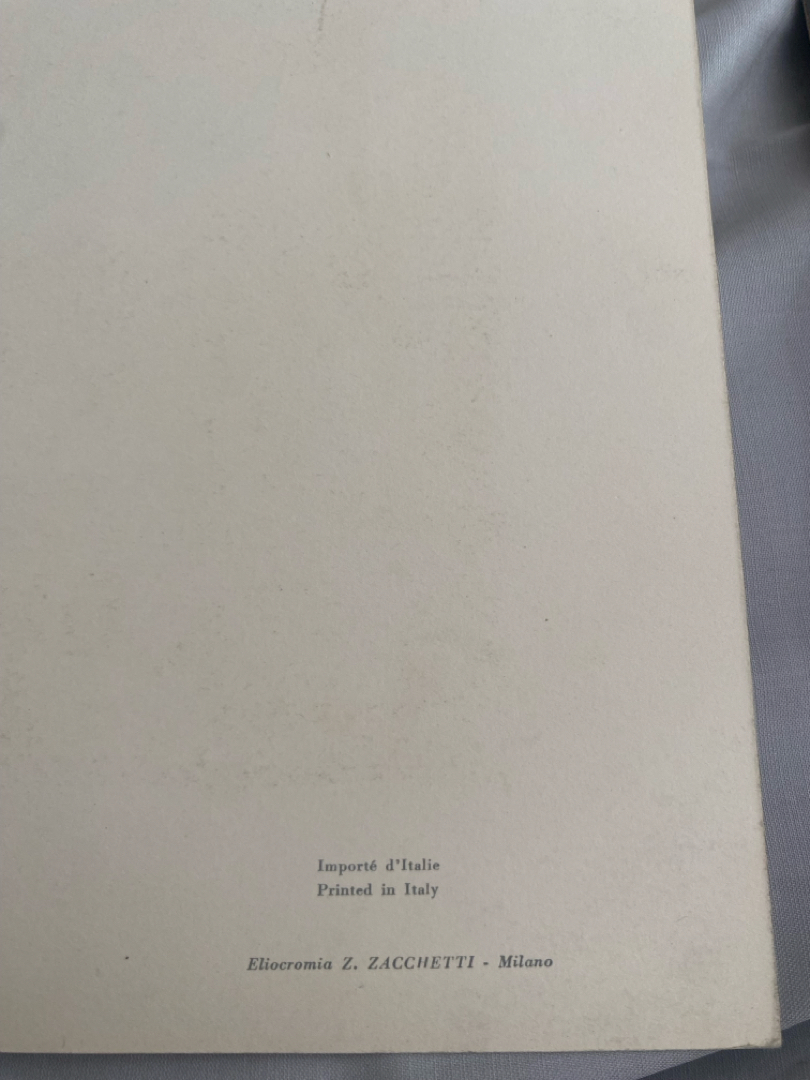 Importé d'Italie
Printed in Italy
Eliocromia Z. ZACCHETTI - Milano